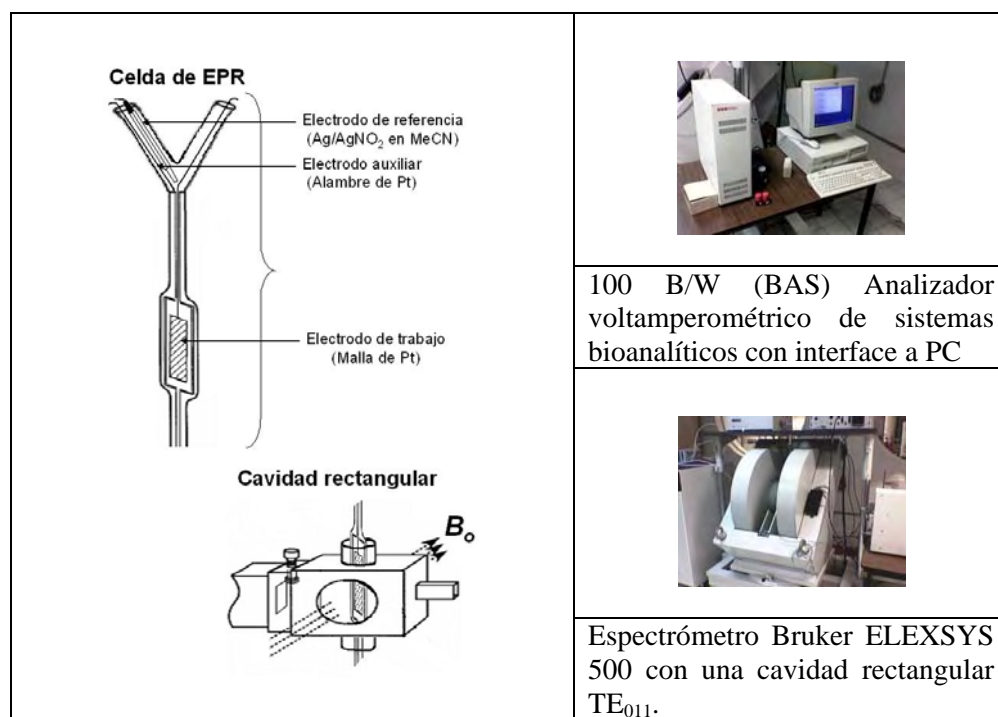 Celda de EPR
Electrodo de referencia
(Ag/AgNO₂ en MeCN)
Electrodo auxiliar
(Alambre de Pt)
Electrodo de trabajo
(Malla de Pt)
Cavidad rectangular
Bₒ
100 B/W (BAS) Analizador
voltamperométrico de sistemas
bioanalíticos con interface a PC
Espectrómetro Bruker ELEXSYS
500 con una cavidad rectangular
TE₀₁₁.